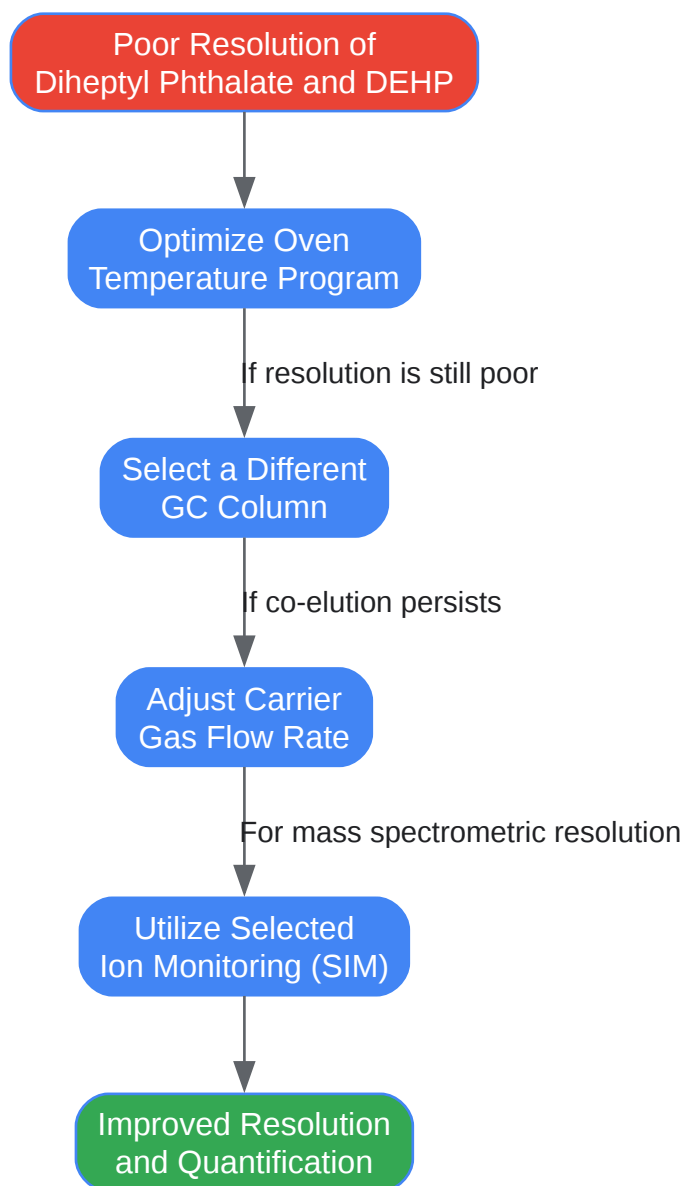 Poor Resolution of
Diheptyl Phthalate and DEHP
Optimize Oven
Temperature Program
If resolution is still poor
Select a Different
GC Column
If co-elution persists
Adjust Carrier
Gas Flow Rate
For mass spectrometric resolution
Utilize Selected
Ion Monitoring (SIM)
Improved Resolution
and Quantification